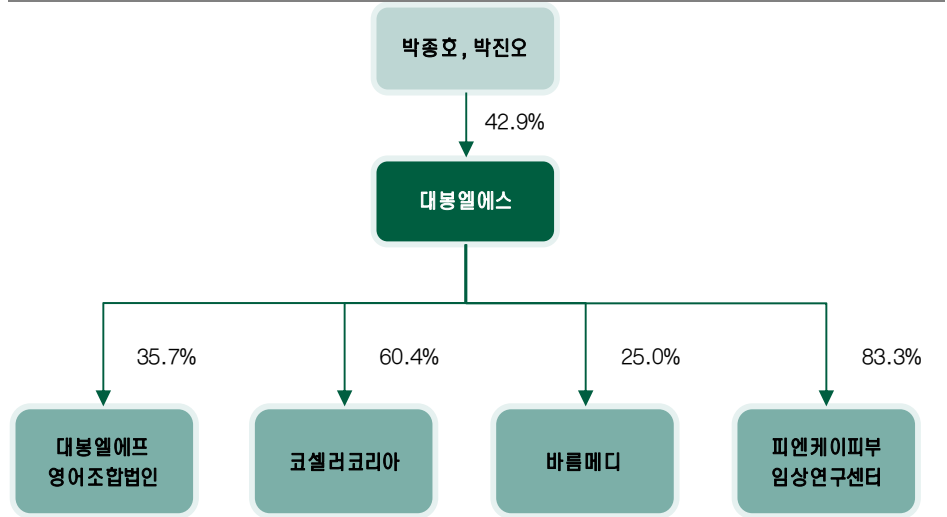 박종호, 박진오
42.9%
대봉엘에스
35.7%
60.4%
25.0%
83.3%
대봉엘에프
영어조합법인
코셀러코리아
바름메디
피엔케이피부
임상연구센터